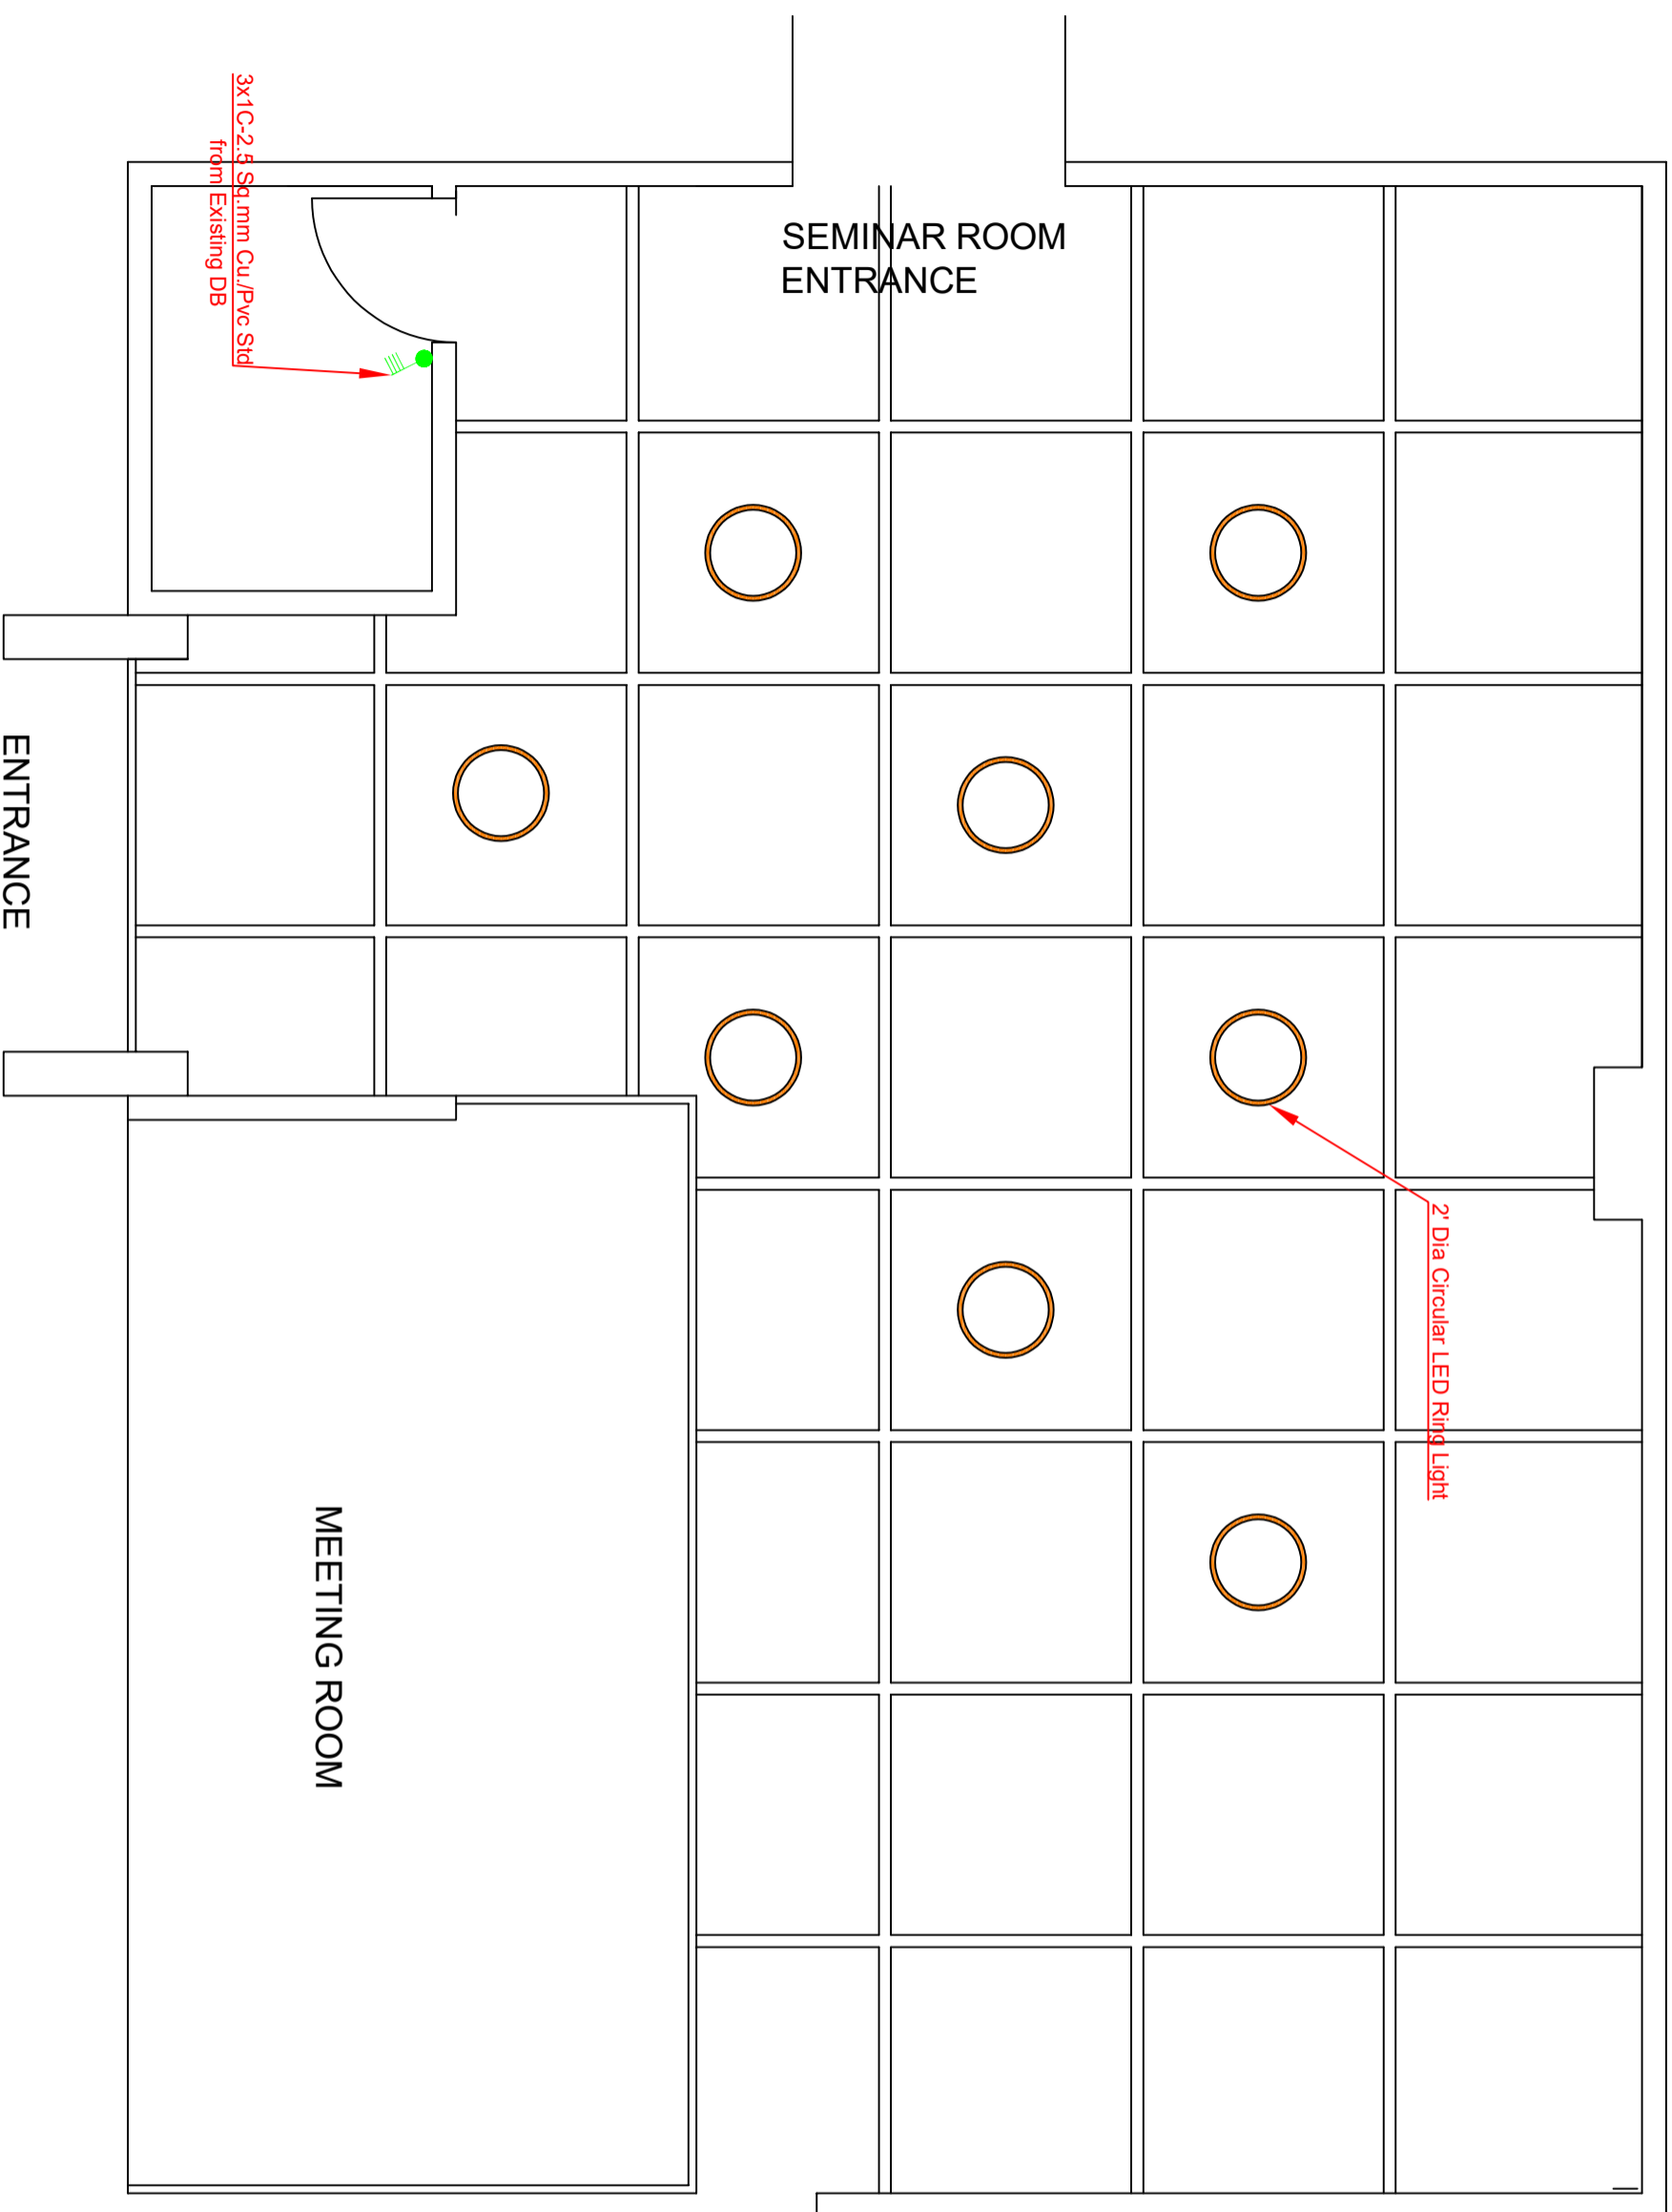 SEMINAR ROOM
ENTRANCE
3x1C-2.5 Sq.mm Cu./Pvc Std
from Existing DB
ENTRANCE
2' Dia Circular LED Ring Light
MEETING ROOM